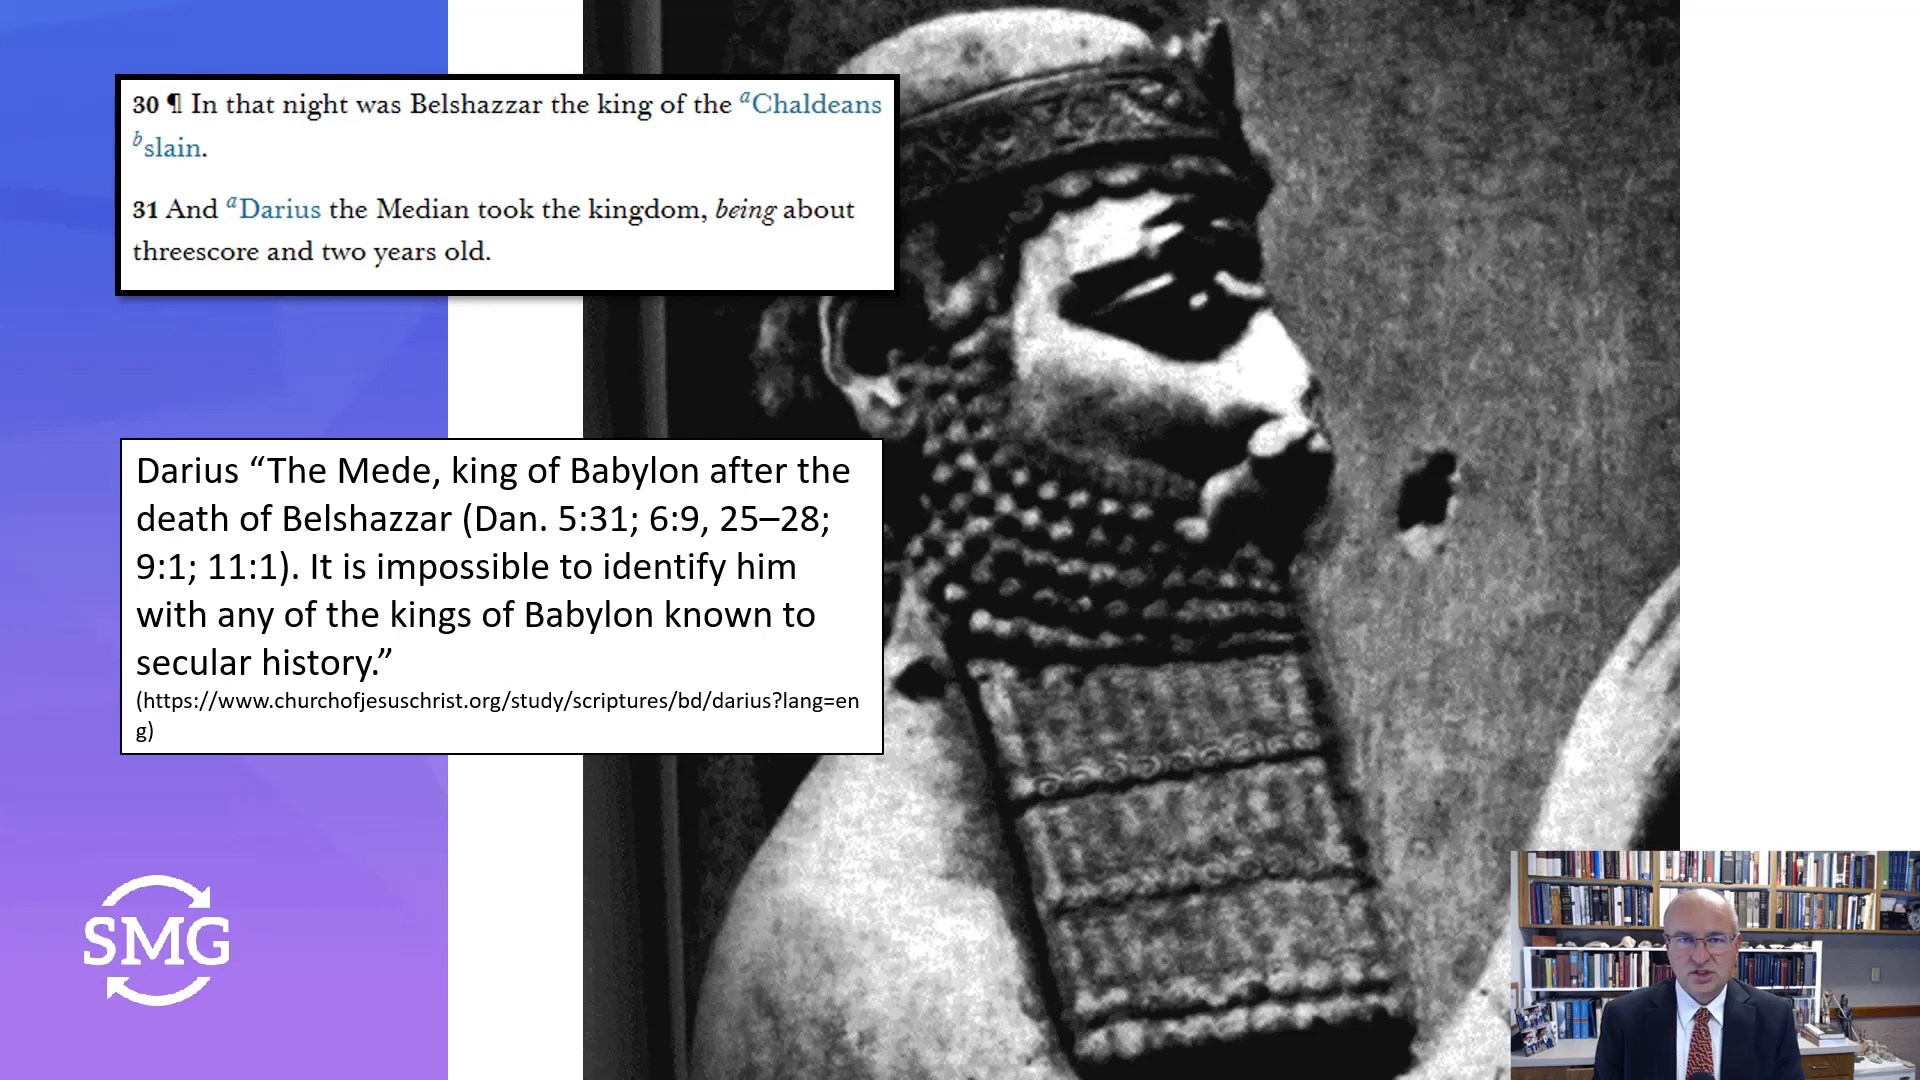 30 ¶ In that night was Belshazzar the king of the ᵃChaldeans
ᵇslain.
31 And ᵃDarius the Median took the kingdom, being about
threescore and two years old.
Darius “The Mede, king of Babylon after the
death of Belshazzar (Dan. 5:31; 6:9, 25–28;
9:1; 11:1). It is impossible to identify him
with any of the kings of Babylon known to
secular history.”
(https://www.churchofjesuschrist.org/study/scriptures/bd/darius?lang=en
g)
SMG